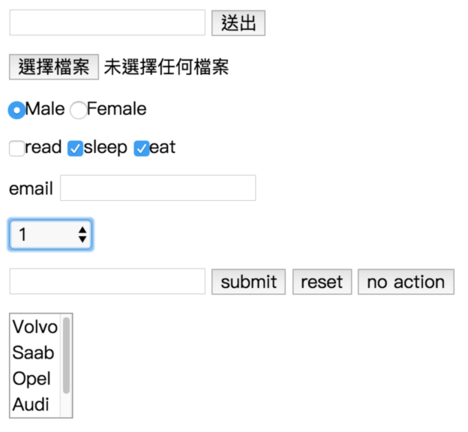 送出
選擇檔案 未選擇任何檔案
Male Female
read sleep eat
email
1
submit reset no action
Volvo
Saab
Opel
Audi